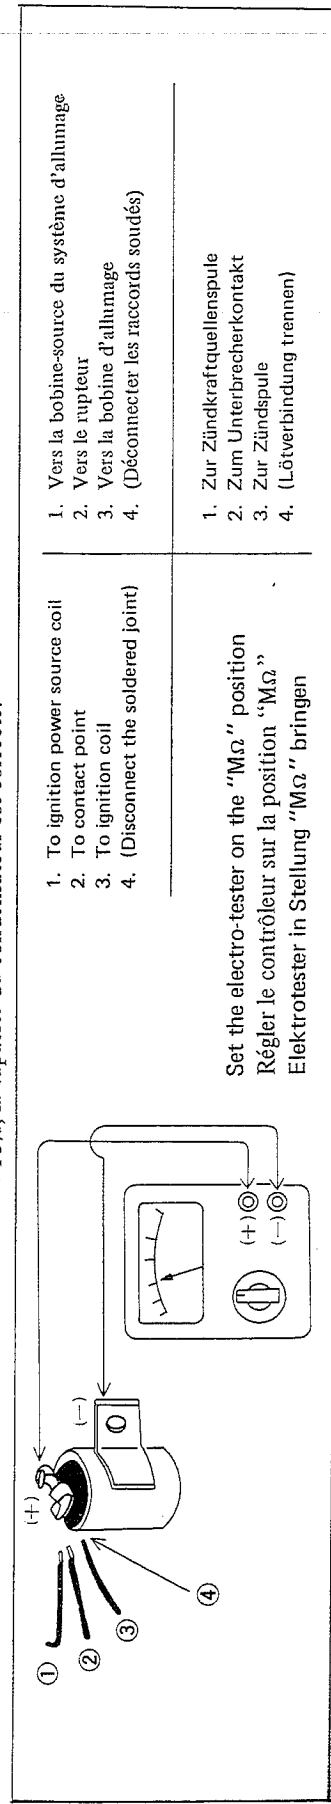 (+)
(−)
①
②
③
④
(+)
(−)
1. To ignition power source coil
2. To contact point
3. To ignition coil
4. (Disconnect the soldered joint)
1. Vers la bobine-source du système d'allumage
2. Vers le rupteur
3. Vers la bobine d'allumage
4. (Déconnecter les raccords soudés)
Set the electro-tester on the "MΩ" position
Régler le contrôleur sur la position "MΩ"
Elektrotester in Stellung "MΩ" bringen
1. Zur Zündkraftquellenspule
2. Zum Unterbrecherkontakt
3. Zur Zündspule
4. (Lötverbindung trennen)